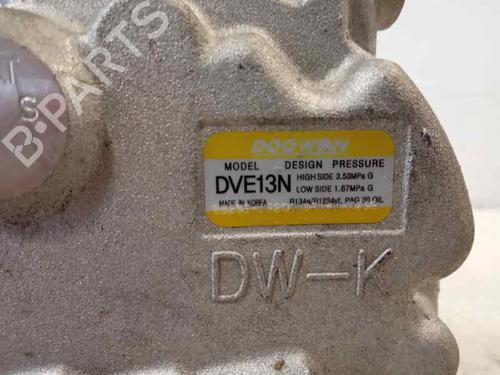 B-PARTS
S
DOOWON
MODEL DESIGN PRESSURE
DVE13N HIGH SIDE 3.53MPa G
LOW SIDE 1.67MPa G
MADE IN KOREA R134a/R1234yf, PAG 30 OIL
DW-K